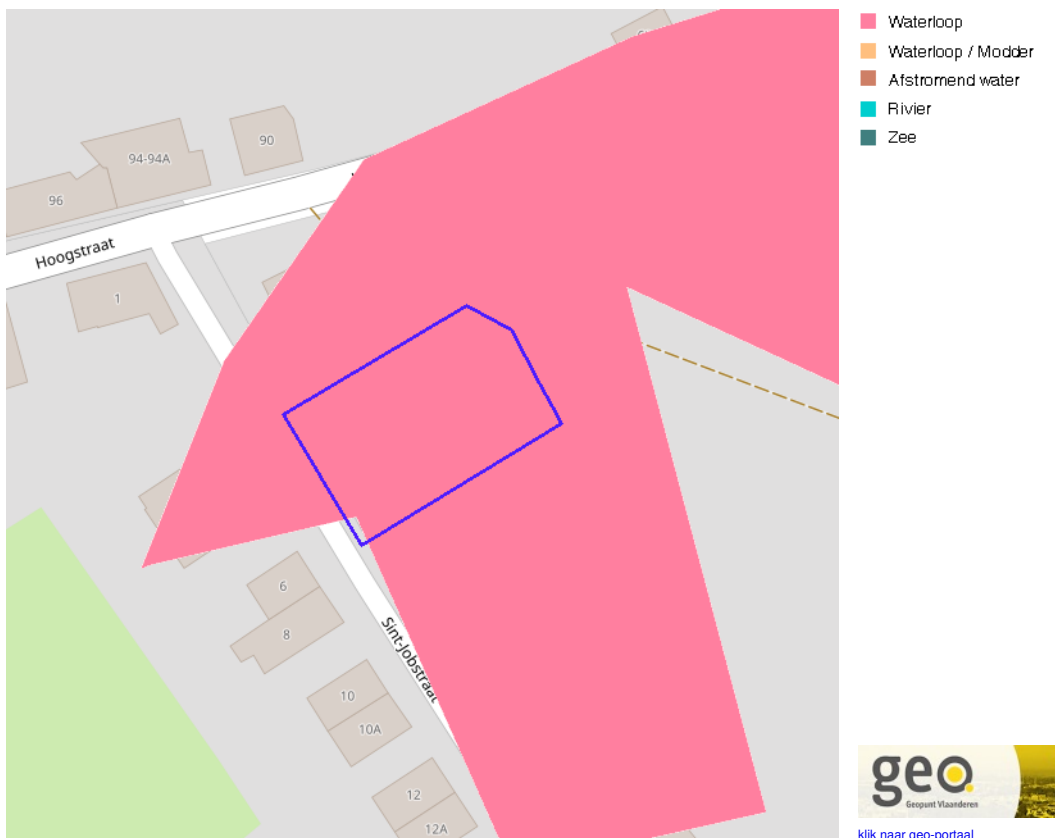 94-94A
90
96
Hoogstraat
1
6
8
Sint-Jobstraat
10
10A
12
12A
Waterloop
Waterloop / Modder
Afstromend water
Rivier
Zee
geo.
Geopunt Vlaanderen
klik naar geo-portaal